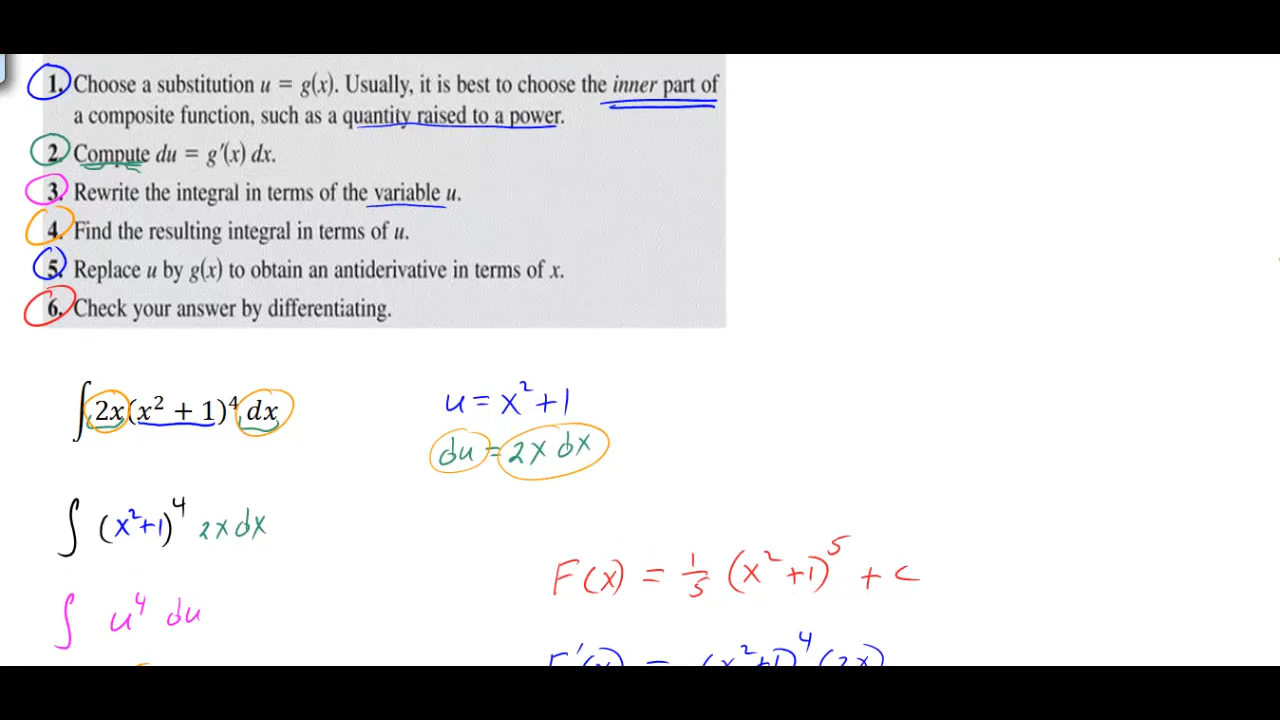 1. Choose a substitution u = g(x). Usually, it is best to choose the inner part of
a composite function, such as a quantity raised to a power.
2. Compute du = g′(x) dx.
3. Rewrite the integral in terms of the variable u.
4. Find the resulting integral in terms of u.
5. Replace u by g(x) to obtain an antiderivative in terms of x.
6. Check your answer by differentiating.
∫ 2x(x² + 1)⁴ dx
u = x² + 1
du = 2x dx
∫ (x²+1)⁴ 2x dx
F(x) = 1/5 (x²+1)⁵ + c
∫ u⁴ du
F'(x) = (x²+1)⁴ (2x)